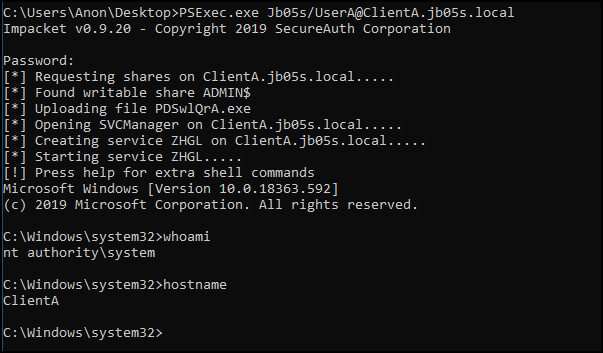 C:\Users\Anon\Desktop>PSExec.exe Jb05s/UserA@ClientA.jb05s.local
Impacket v0.9.20 - Copyright 2019 SecureAuth Corporation
Password:
[*] Requesting shares on ClientA.jb05s.local.....
[*] Found writable share ADMIN$
[*] Uploading file PDSwlQrA.exe
[*] Opening SVCManager on ClientA.jb05s.local.....
[*] Creating service ZHGL on ClientA.jb05s.local.....
[*] Starting service ZHGL.....
[!] Press help for extra shell commands
Microsoft Windows [Version 10.0.18363.592]
(c) 2019 Microsoft Corporation. All rights reserved.
C:\Windows\system32>whoami
nt authority\system
C:\Windows\system32>hostname
ClientA
C:\Windows\system32>